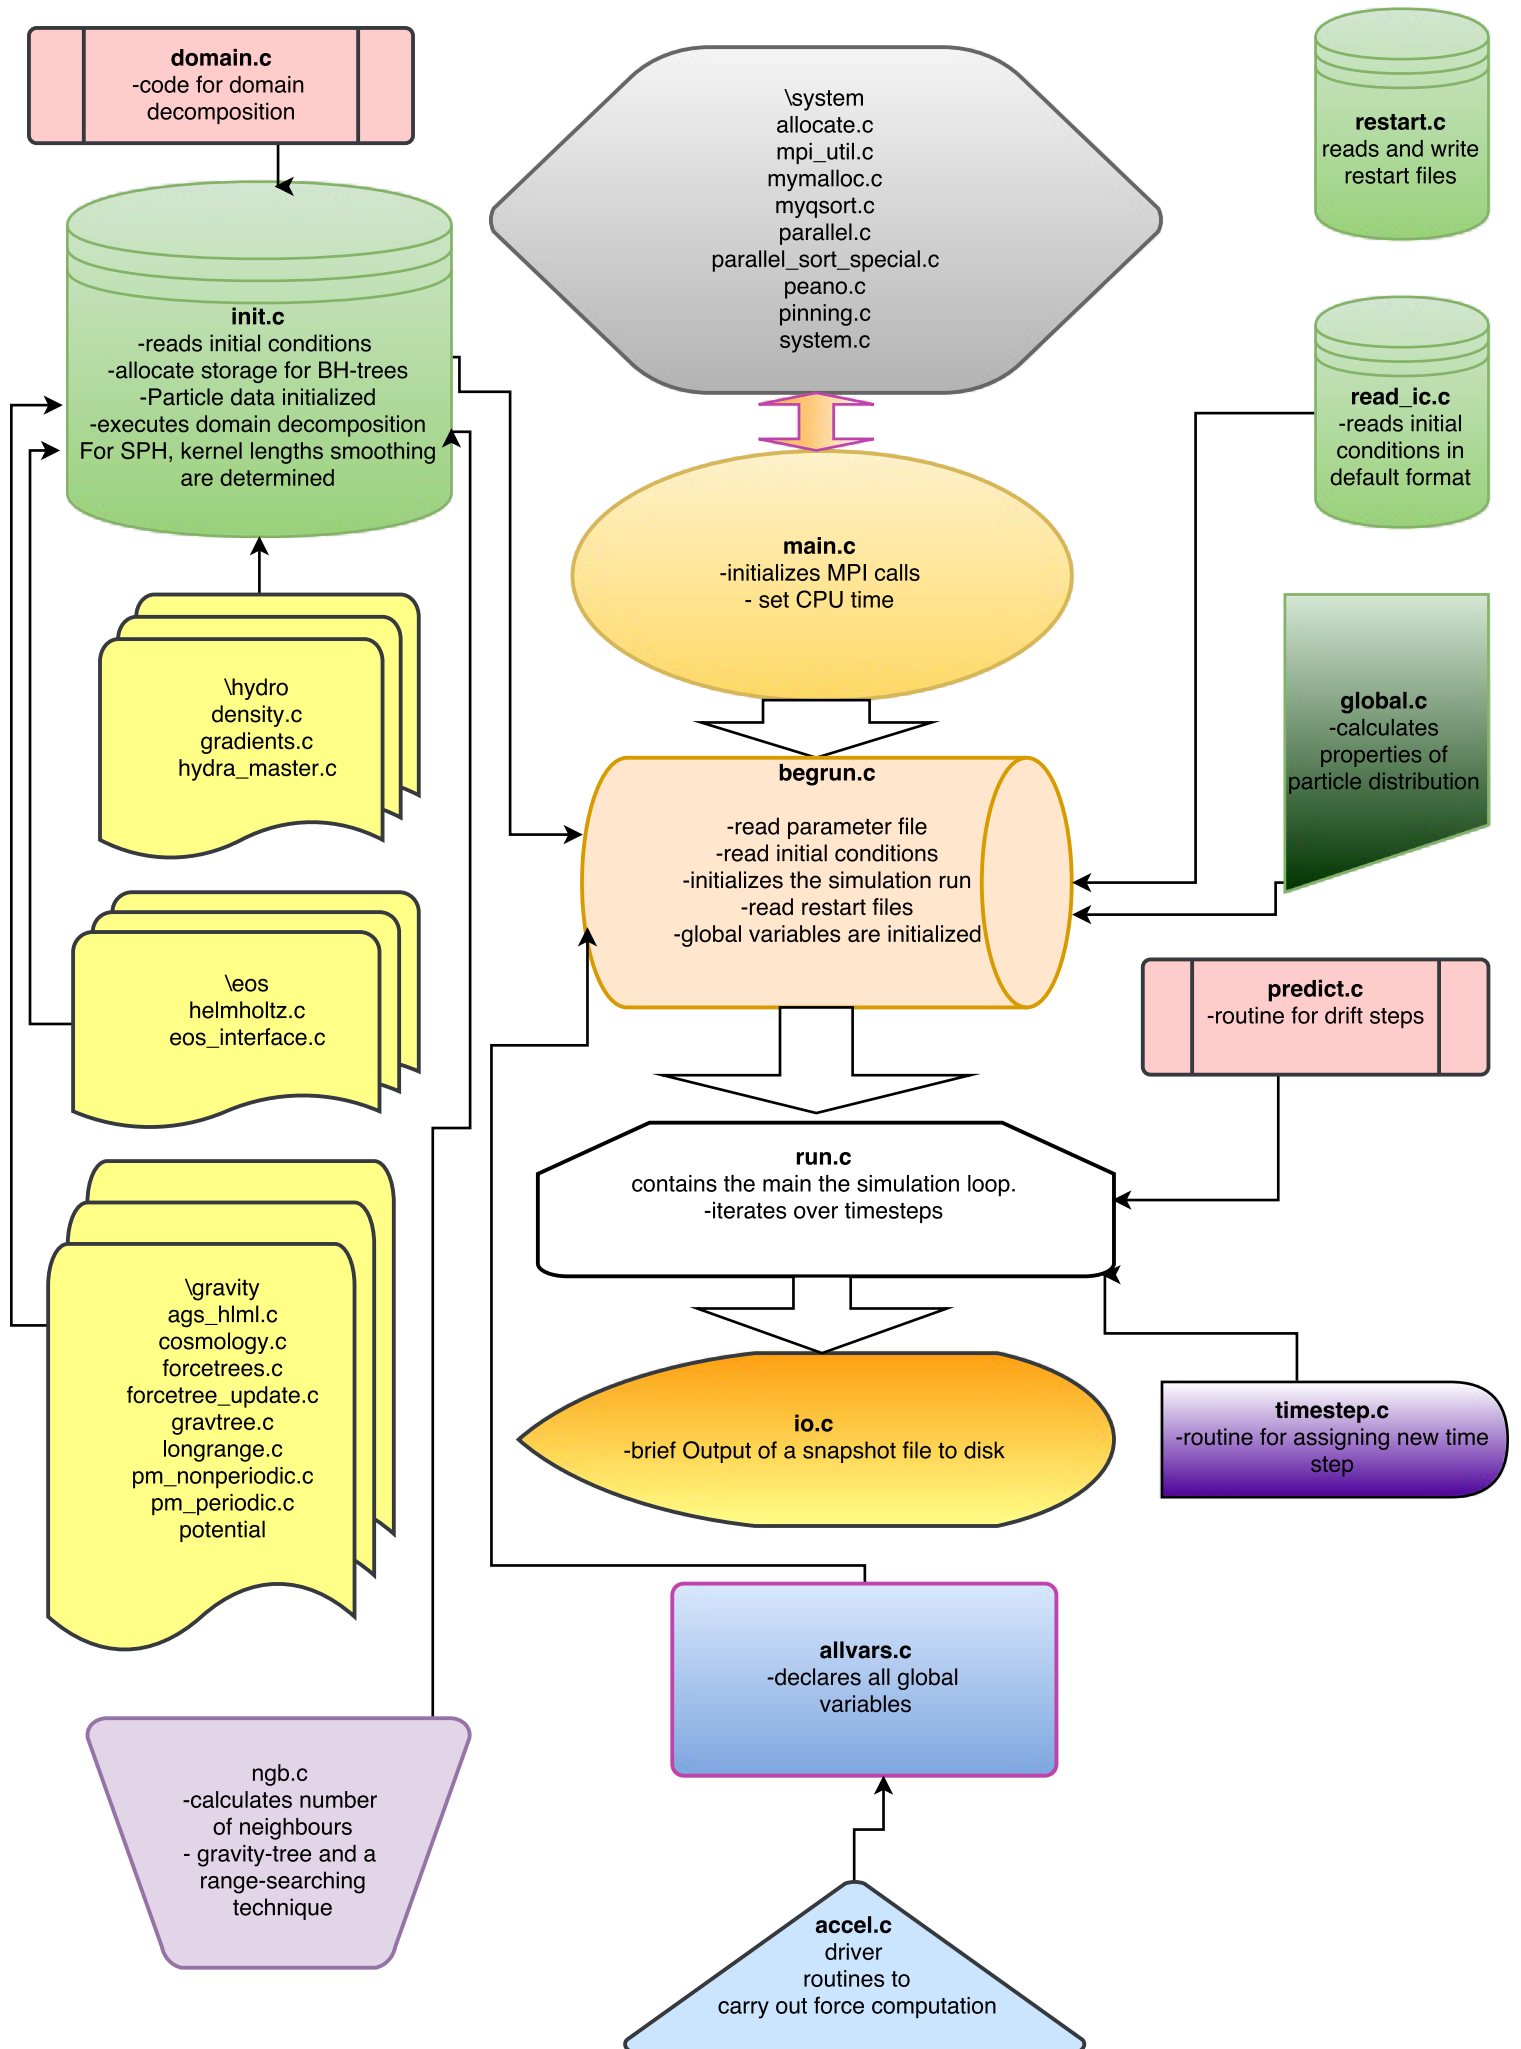 domain.c
-code for domain
decomposition
\system
allocate.c
mpi_util.c
mymalloc.c
myqsort.c
parallel.c
parallel_sort_special.c
peano.c
pinning.c
system.c
restart.c
reads and write
restart files
init.c
-reads initial conditions
-allocate storage for BH-trees
-Particle data initialized
-executes domain decomposition
For SPH, kernel lengths smoothing
are determined
read_ic.c
-reads initial
conditions in
default format
main.c
-initializes MPI calls
- set CPU time
\hydro
density.c
gradients.c
hydra_master.c
global.c
-calculates
properties of
particle distribution
begrun.c
-read parameter file
-read initial conditions
-initializes the simulation run
-read restart files
-global variables are initialized
\eos
helmholtz.c
eos_interface.c
predict.c
-routine for drift steps
run.c
contains the main the simulation loop.
-iterates over timesteps
\gravity
ags_hlml.c
cosmology.c
forcetrees.c
forcetree_update.c
gravtree.c
longrange.c
pm_nonperiodic.c
pm_periodic.c
potential
io.c
-brief Output of a snapshot file to disk
timestep.c
-routine for assigning new time
step
allvars.c
-declares all global
variables
ngb.c
-calculates number
of neighbours
- gravity-tree and a
range-searching
technique
accel.c
driver
routines to
carry out force computation